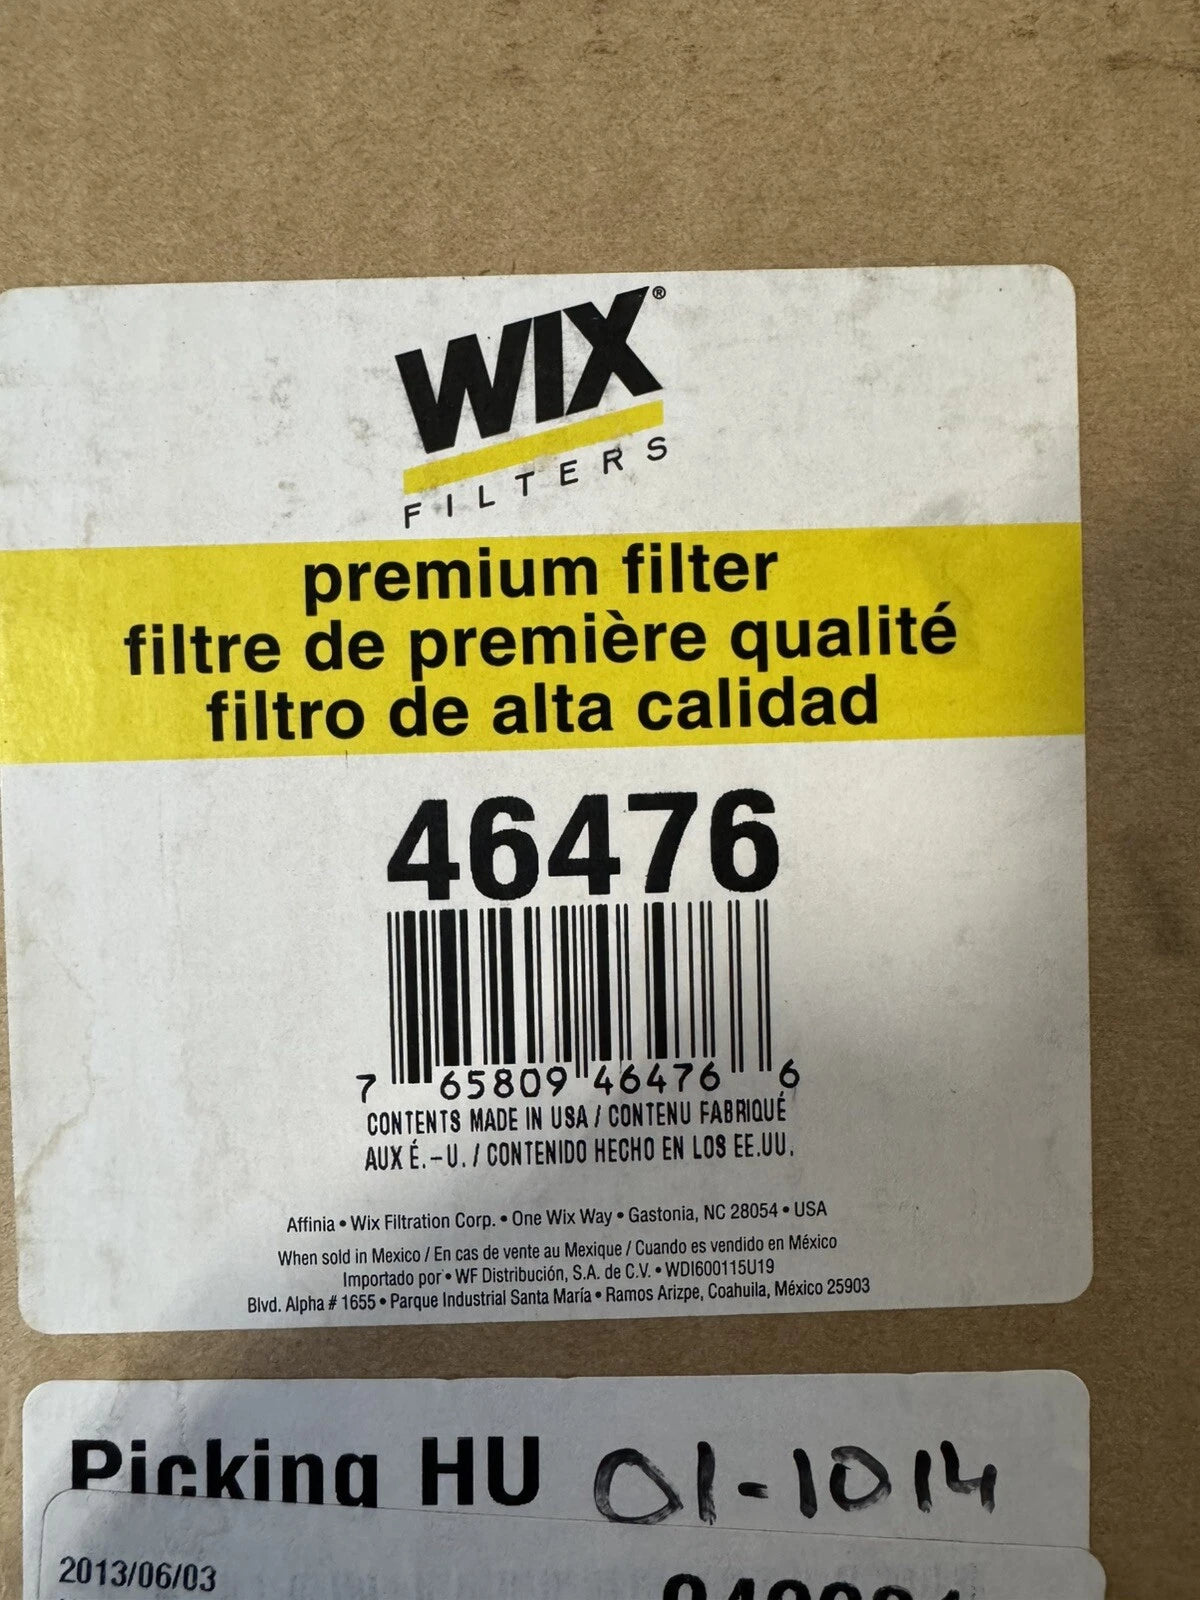 WIX®
FILTERS
premium filter
filtre de première qualité
filtro de alta calidad
46476
7 65809 46476 6
CONTENTS MADE IN USA / CONTENU FABRIQUÉ
AUX É.-U. / CONTENIDO HECHO EN LOS EE.UU.
Affinia • Wix Filtration Corp. • One Wix Way • Gastonia, NC 28054 • USA
When sold in Mexico / En cas de vente au Mexique / Cuando es vendido en México
Importado por • WF Distribución, S.A. de C.V. • WDI600115U19
Blvd. Alpha # 1655 • Parque Industrial Santa María • Ramos Arizpe, Coahuila, México 25903
Picking HU 01-1014
2013/06/03